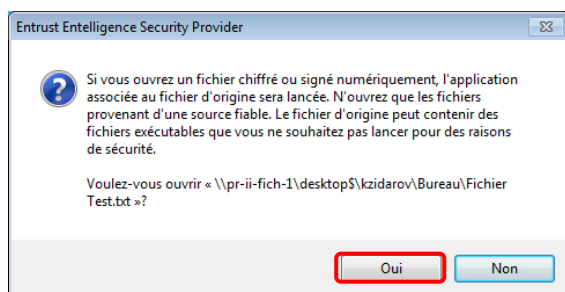 Entrust Entelligence Security Provider
Si vous ouvrez un fichier chiffré ou signé numériquement, l'application
associée au fichier d'origine sera lancée. N'ouvrez que les fichiers
provenant d'une source fiable. Le fichier d'origine peut contenir des
fichiers exécutables que vous ne souhaitez pas lancer pour des raisons
de sécurité.
Voulez-vous ouvrir « \\pr-ii-fich-1\desktop$\kzidarov\Bureau\Fichier
Test.txt »?
Oui Non